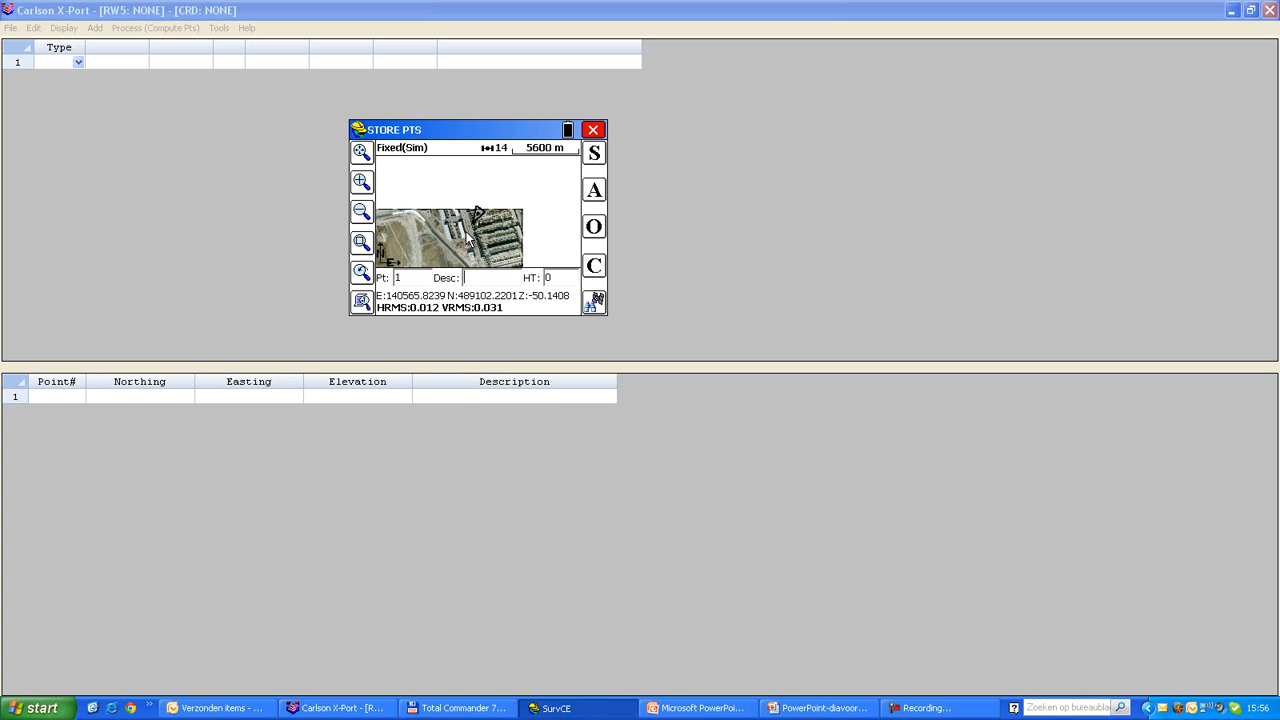 Carlson X-Port - [RW5: NONE] - [CRD: NONE]
File Edit Display Add Process (Compute Pts) Tools Help
Type
1
STORE PTS
Fixed(Sim) 14 5600 m
S
A
O
C
N
E
Pt: 1 Desc: HT: 0
E:140565.8239 N:489102.2201 Z:-50.1408
HRMS:0.012 VRMS:0.031
Point# Northing Easting Elevation Description
1
start Verzonden items - ... Carlson X-Port - [R... Total Commander 7.... SurvCE Microsoft PowerPoin... PowerPoint-diavoor... Recording... Zoeken op bureaubla 15:56